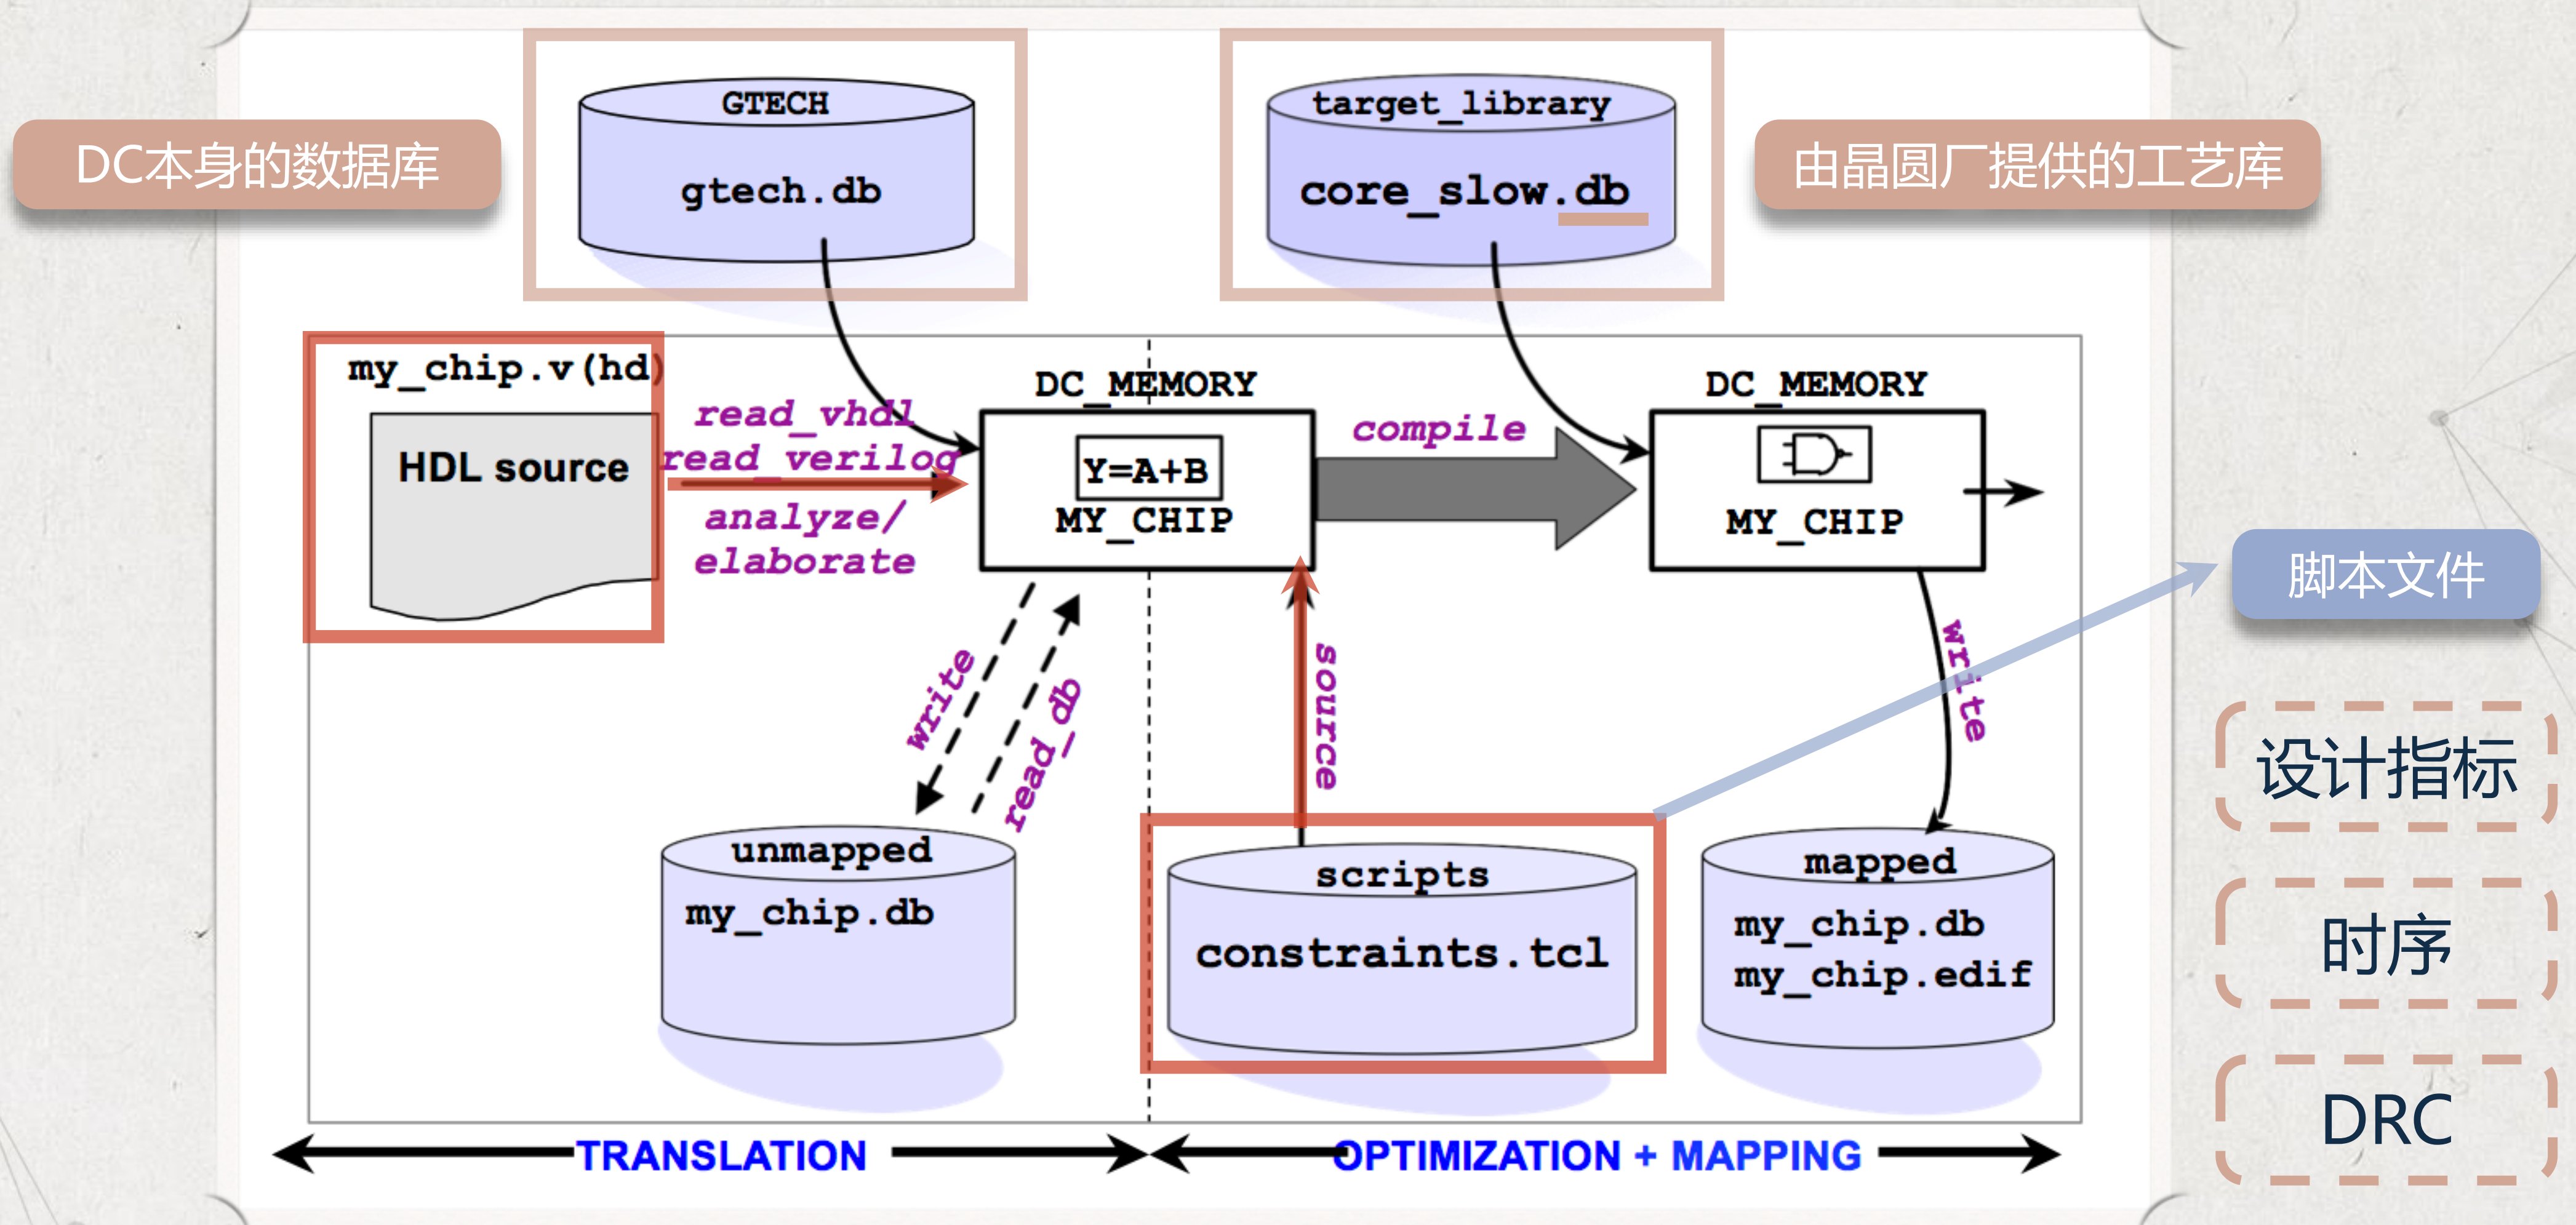 GTECH
gtech.db
target_library
core_slow.db
DC本身的数据库
由晶圆厂提供的工艺库
my_chip.v(hd)
HDL source
read_vhdl
read_verilog
analyze/
elaborate
DC_MEMORY
Y=A+B
MY_CHIP
compile
DC_MEMORY
MY_CHIP
脚本文件
write
read_db
source
write
设计指标
时序
DRC
unmapped
my_chip.db
scripts
constraints.tcl
mapped
my_chip.db
my_chip.edif
TRANSLATION
OPTIMIZATION + MAPPING